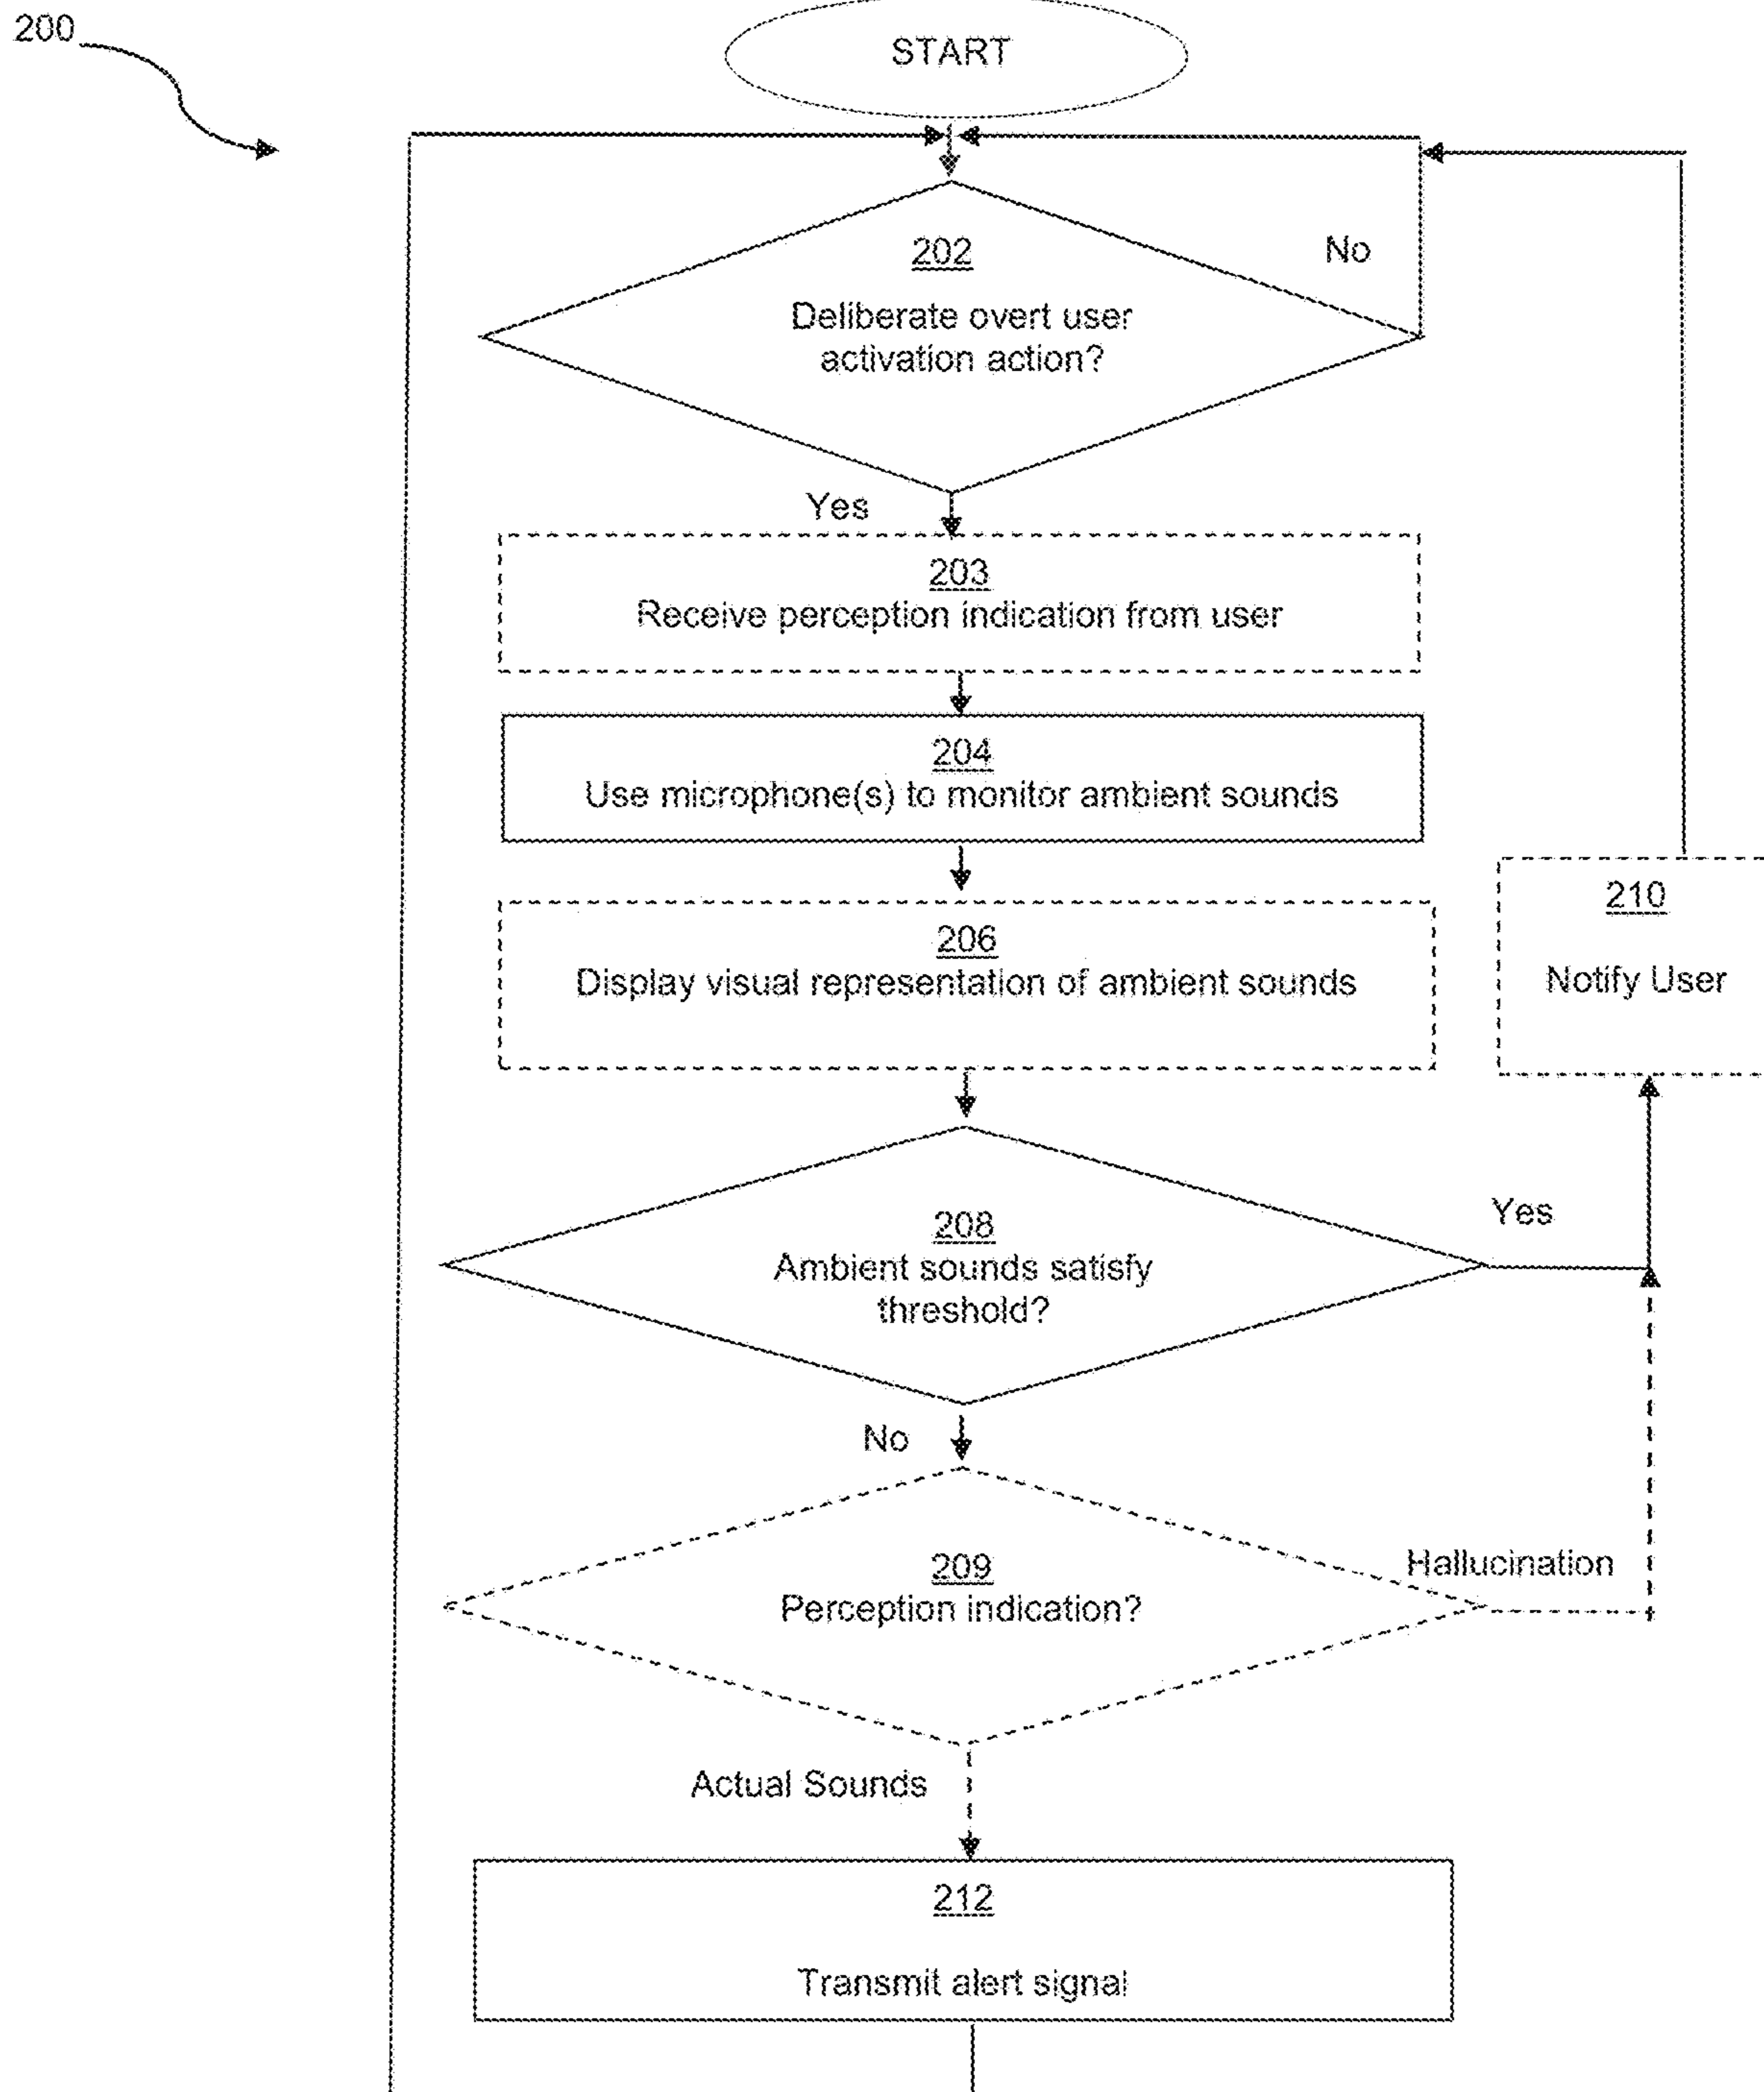 200
START
202
No
Deliberate overt user
activation action?
Yes
203
Receive perception indication from user
204
Use microphone(s) to monitor ambient sounds
210
Notify User
206
Display visual representation of ambient sounds
208
Yes
Ambient sounds satisfy
threshold?
No
209
Hallucination
Perception indication?
Actual Sounds
212
Transmit alert signal